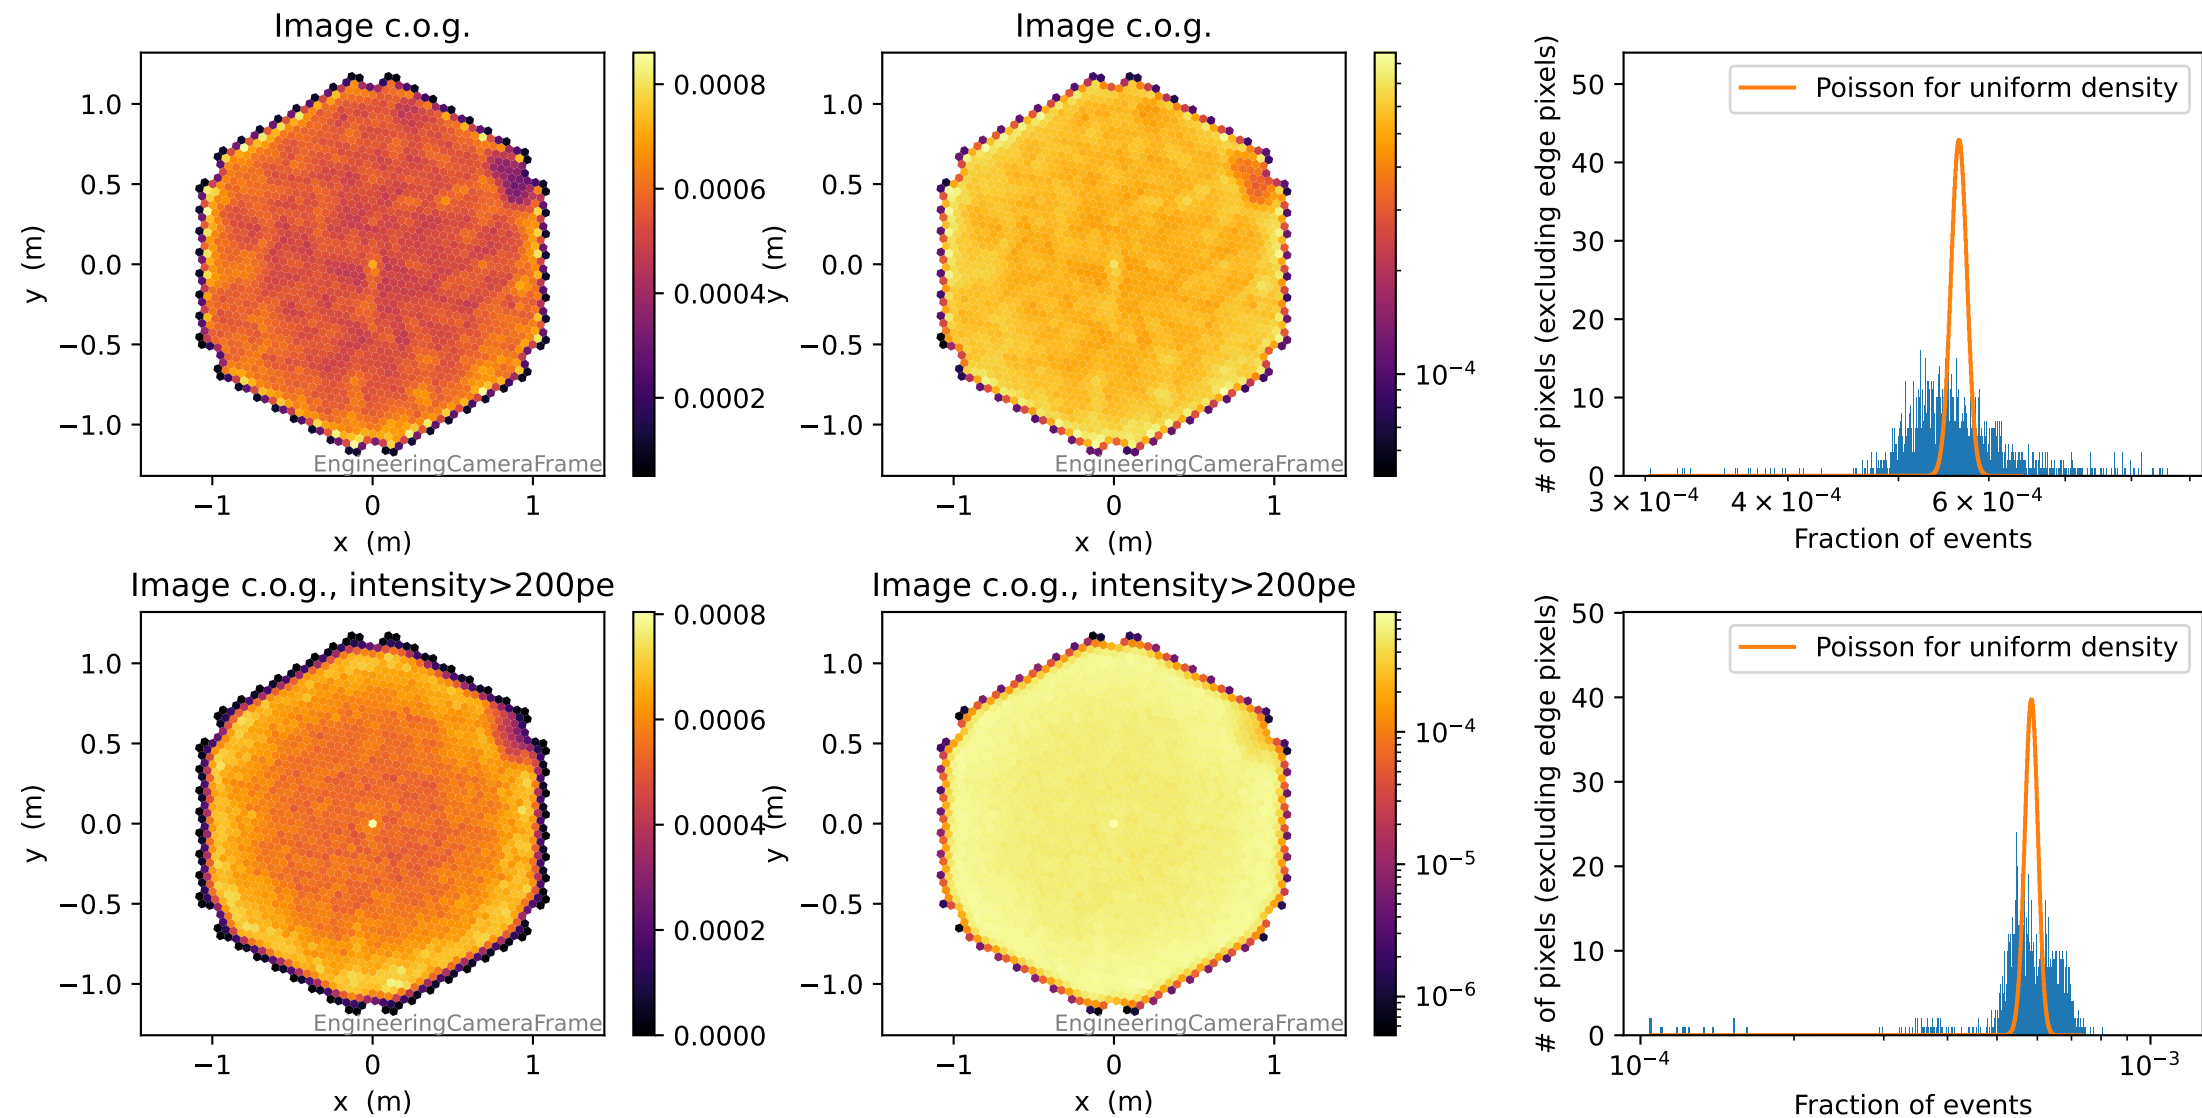 Image c.o.g.
1.0
0.5
0.0
−0.5
−1.0
y (m)
EngineeringCameraFrame
−1
0
1
x (m)
0.0008
0.0006
0.0004
0.0002
Image c.o.g.
1.0
0.5
0.0
−0.5
−1.0
y (m)
EngineeringCameraFrame
−1
0
1
x (m)
10⁻⁴
Poisson for uniform density
50
40
30
20
10
0
# of pixels (excluding edge pixels)
3 × 10⁻⁴
4 × 10⁻⁴
6 × 10⁻⁴
Fraction of events
Image c.o.g., intensity>200pe
1.0
0.5
0.0
−0.5
−1.0
y (m)
EngineeringCameraFrame
−1
0
1
x (m)
0.0008
0.0006
0.0004
0.0002
0.0000
Image c.o.g., intensity>200pe
1.0
0.5
0.0
−0.5
−1.0
y (m)
EngineeringCameraFrame
−1
0
1
x (m)
10⁻⁴
10⁻⁵
10⁻⁶
Poisson for uniform density
50
40
30
20
10
0
# of pixels (excluding edge pixels)
10⁻⁴
10⁻³
Fraction of events